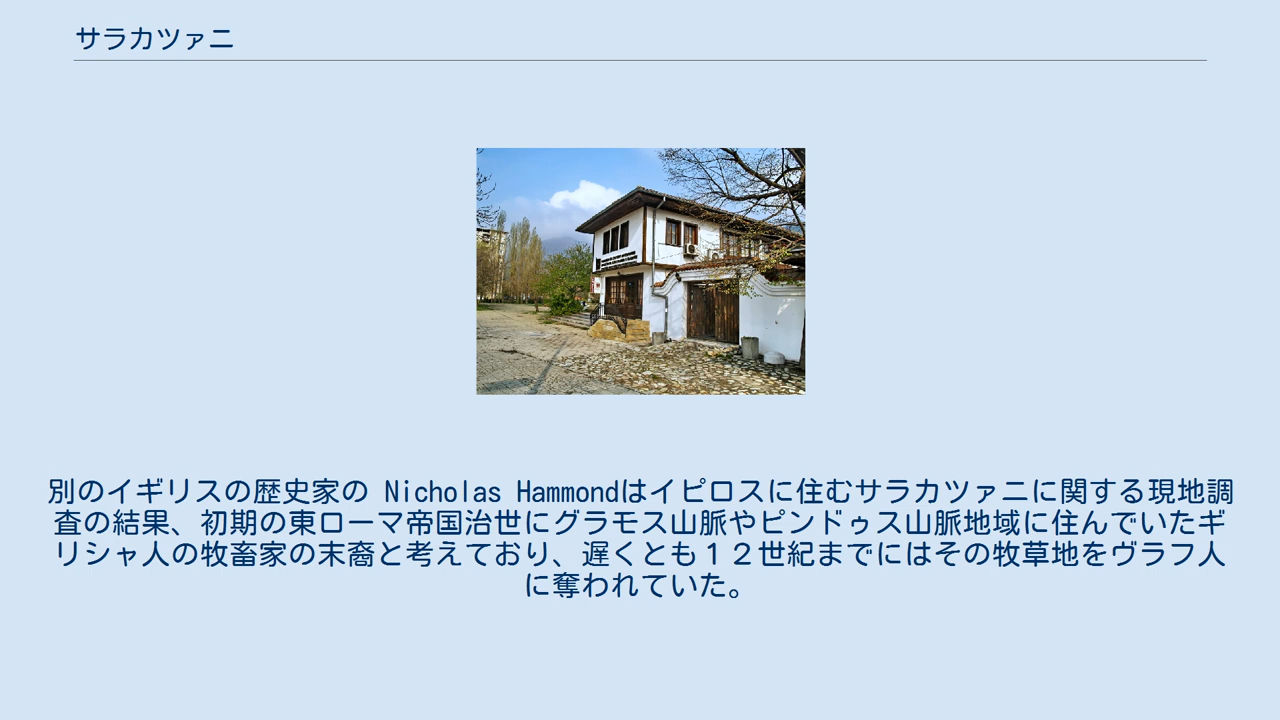 サラカツァニ
別のイギリスの歴史家の Nicholas Hammondはイピロスに住むサラカツァニに関する現地調
査の結果、初期の東ローマ帝国治世にグラモス山脈やピンドゥス山脈地域に住んでいたギ
リシャ人の牧畜家の末裔と考えており、遅くとも１２世紀までにはその牧草地をヴラフ人
に奪われていた。